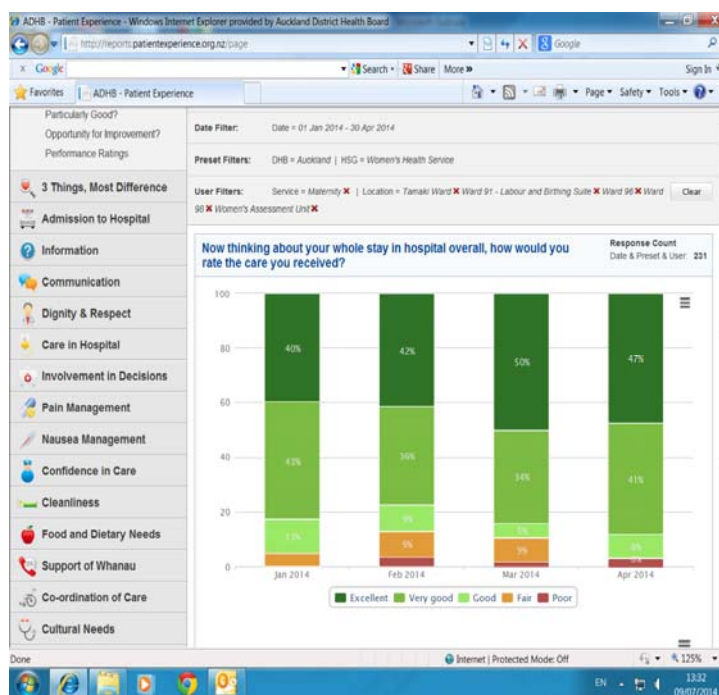 ADHB - Patient Experience - Windows Internet Explorer provided by Auckland District Health Board
http://reports.patientexperience.org.nz/page
Google
x Google
Search
Share
More »
Sign In
Favorites
ADHB - Patient Experience
Page
Safety
Tools
Particularly Good?
Opportunity for Improvement?
Performance Ratings
3 Things, Most Difference
Admission to Hospital
Information
Communication
Dignity & Respect
Care in Hospital
Involvement in Decisions
Pain Management
Nausea Management
Confidence in Care
Cleanliness
Food and Dietary Needs
Support of Whanau
Co-ordination of Care
Cultural Needs
Date Filter: Date = 01 Jan 2014 - 30 Apr 2014
Preset Filters: DHB = Auckland | HSG = Women's Health Service
User Filters: Service = Maternity | Location = Tamaki Ward Ward 91 - Labour and Birthing Suite Ward 96 Ward
98 Women's Assessment Unit
Clear
Now thinking about your whole stay in hospital overall, how would you
rate the care you received?
Response Count
Date & Preset & User: 231
100
80
60
40
20
0
40%
43%
13%
42%
36%
9%
9%
50%
34%
5%
9%
47%
41%
8%
Jan 2014
Feb 2014
Mar 2014
Apr 2014
Excellent Very good Good Fair Poor
Done
Internet | Protected Mode: Off
125%
EN
13:32